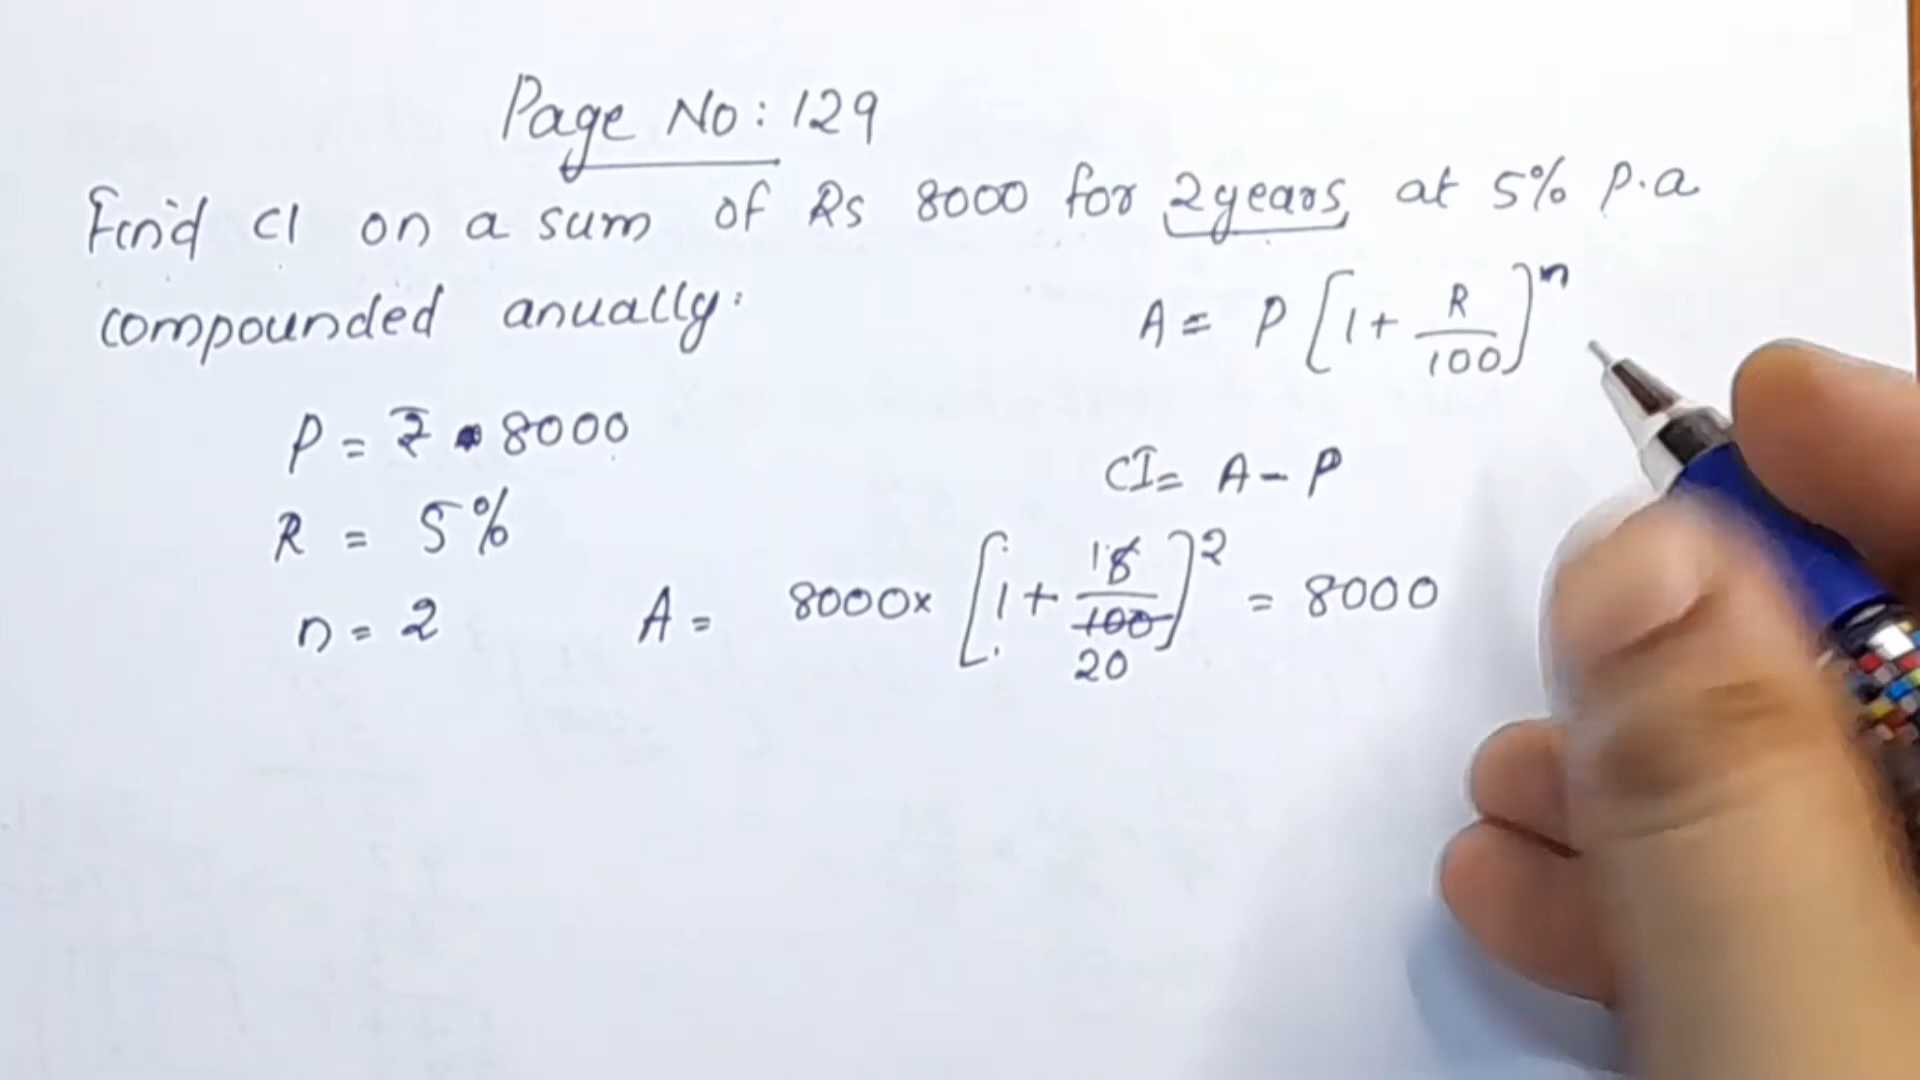 Page No: 129
Find CI on a sum of Rs 8000 for 2 years at 5% p.a
compounded anually.
A = P [1 + R/100]^n
P = ₹ 8000
CI = A - P
R = 5%
n = 2
A = 8000 x [1 + 1 5/100 20]^2 = 8000